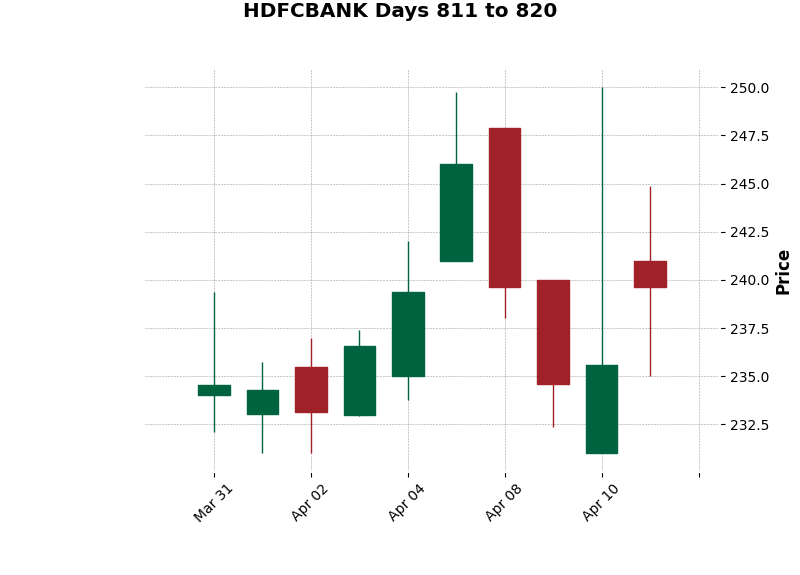 HDFCBANK Days 811 to 820
250.0
247.5
245.0
242.5
240.0
237.5
235.0
232.5
Price
Mar 31
Apr 02
Apr 04
Apr 08
Apr 10